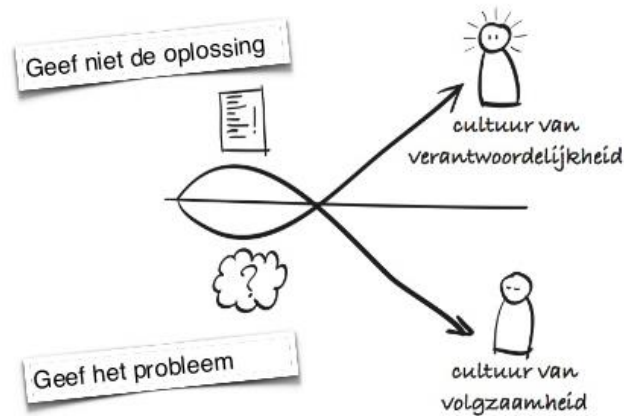 Geef niet de oplossing
!
cultuur van
verantwoordelijkheid
?
Geef het probleem
cultuur van
volgzaamheid